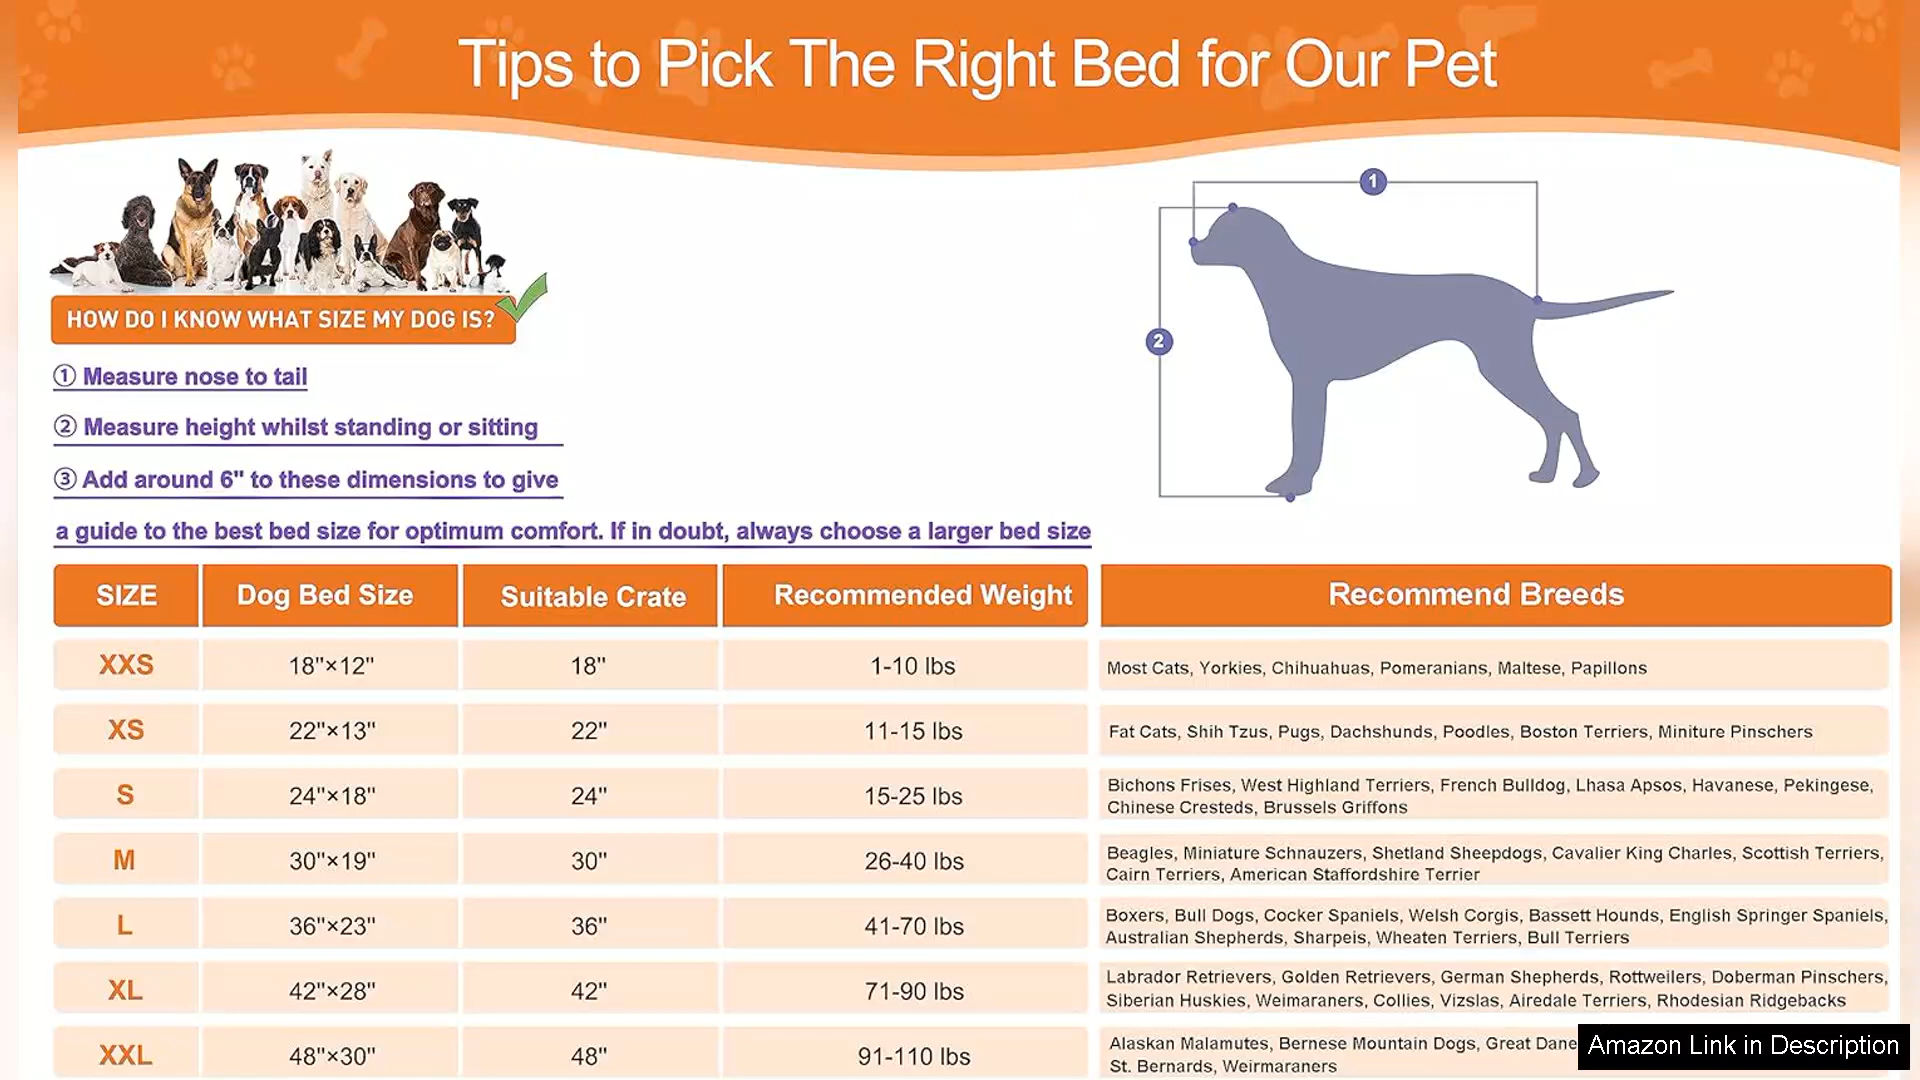 Tips to Pick The Right Bed for Our Pet
1
2
HOW DO I KNOW WHAT SIZE MY DOG IS?
① Measure nose to tail
② Measure height whilst standing or sitting
③ Add around 6" to these dimensions to give
a guide to the best bed size for optimum comfort. If in doubt, always choose a larger bed size
SIZE Dog Bed Size Suitable Crate Recommended Weight Recommend Breeds
XXS 18"×12" 18" 1-10 lbs Most Cats, Yorkies, Chihuahuas, Pomeranians, Maltese, Papillons
XS 22"×13" 22" 11-15 lbs Fat Cats, Shih Tzus, Pugs, Dachshunds, Poodles, Boston Terriers, Miniture Pinschers
S 24"×18" 24" 15-25 lbs Bichons Frises, West Highland Terriers, French Bulldog, Lhasa Apsos, Havanese, Pekingese,
Chinese Cresteds, Brussels Griffons
M 30"×19" 30" 26-40 lbs Beagles, Miniature Schnauzers, Shetland Sheepdogs, Cavalier King Charles, Scottish Terriers,
Cairn Terriers, American Staffordshire Terrier
L 36"×23" 36" 41-70 lbs Boxers, Bull Dogs, Cocker Spaniels, Welsh Corgis, Bassett Hounds, English Springer Spaniels,
Australian Shepherds, Sharpeis, Wheaten Terriers, Bull Terriers
XL 42"×28" 42" 71-90 lbs Labrador Retrievers, Golden Retrievers, German Shepherds, Rottweilers, Doberman Pinschers,
Siberian Huskies, Weimaraners, Collies, Vizslas, Airedale Terriers, Rhodesian Ridgebacks
XXL 48"×30" 48" 91-110 lbs Alaskan Malamutes, Bernese Mountain Dogs, Great Dane
St. Bernards, Weirmaraners
Amazon Link in Description